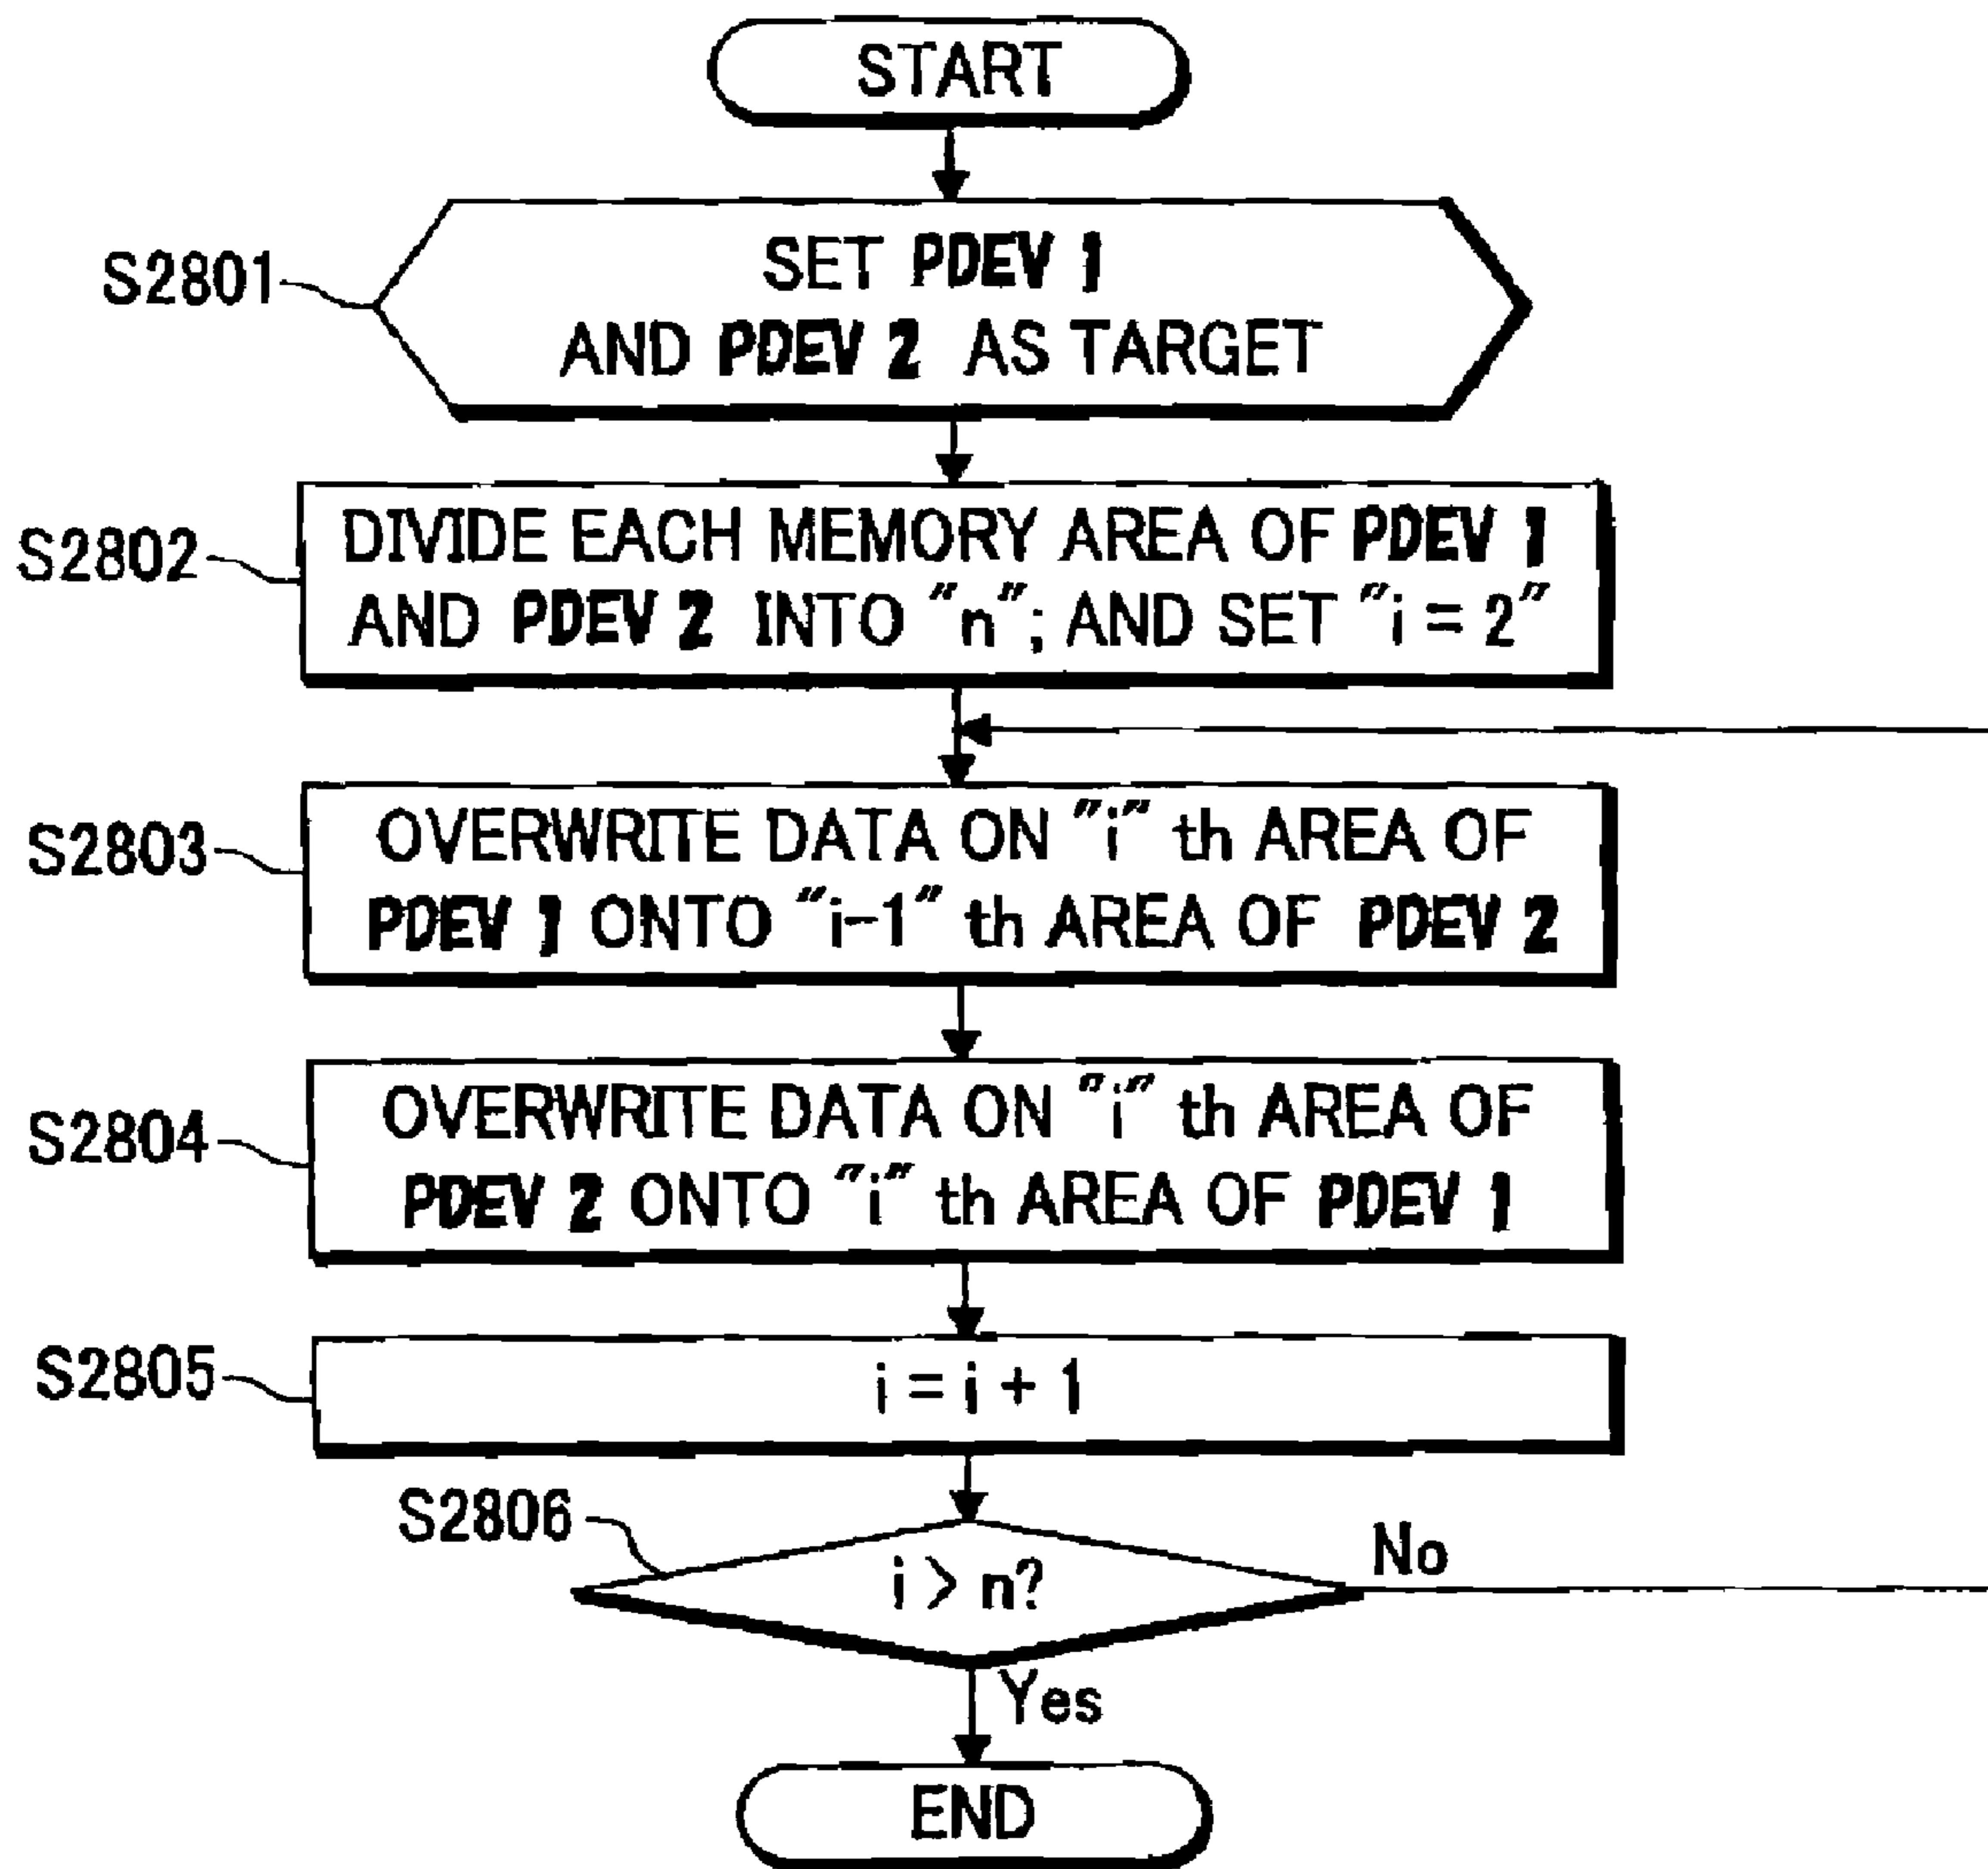 START
S2801
SET PDEV 1
AND PDEV 2 AS TARGET
S2802
DIVIDE EACH MEMORY AREA OF PDEV 1
AND PDEV 2 INTO "n"; AND SET "i = 2"
S2803
OVERWRITE DATA ON "i" th AREA OF
PDEV 1 ONTO "i-1" th AREA OF PDEV 2
S2804
OVERWRITE DATA ON "i" th AREA OF
PDEV 2 ONTO "i" th AREA OF PDEV 1
S2805
i = i + 1
S2806
i > n?
No
Yes
END